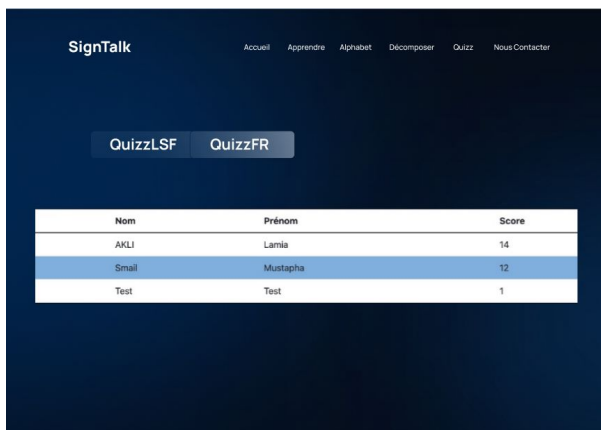 SignTalk Accueil Apprendre Alphabet Décomposer Quizz Nous Contacter
QuizzLSF QuizzFR
Nom Prénom Score
AKLI Lamia 14
Smail Mustapha 12
Test Test 1